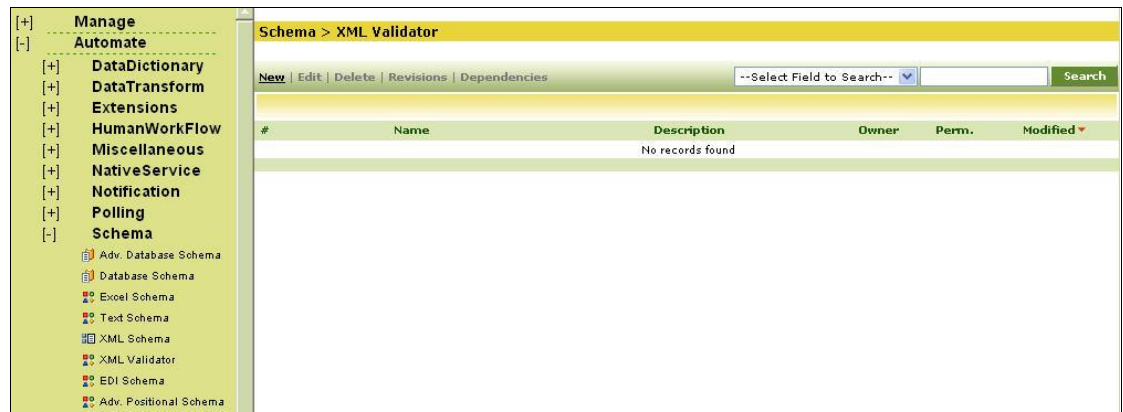 [+] Manage
[-] Automate
[+] DataDictionary
[+] DataTransform
[+] Extensions
[+] HumanWorkFlow
[+] Miscellaneous
[+] NativeService
[+] Notification
[+] Polling
[-] Schema
Adv. Database Schema
Database Schema
Excel Schema
Text Schema
XML Schema
XML Validator
EDI Schema
Adv. Positional Schema
Schema > XML Validator
New | Edit | Delete | Revisions | Dependencies --Select Field to Search-- Search
# Name Description Owner Perm. Modified
No records found